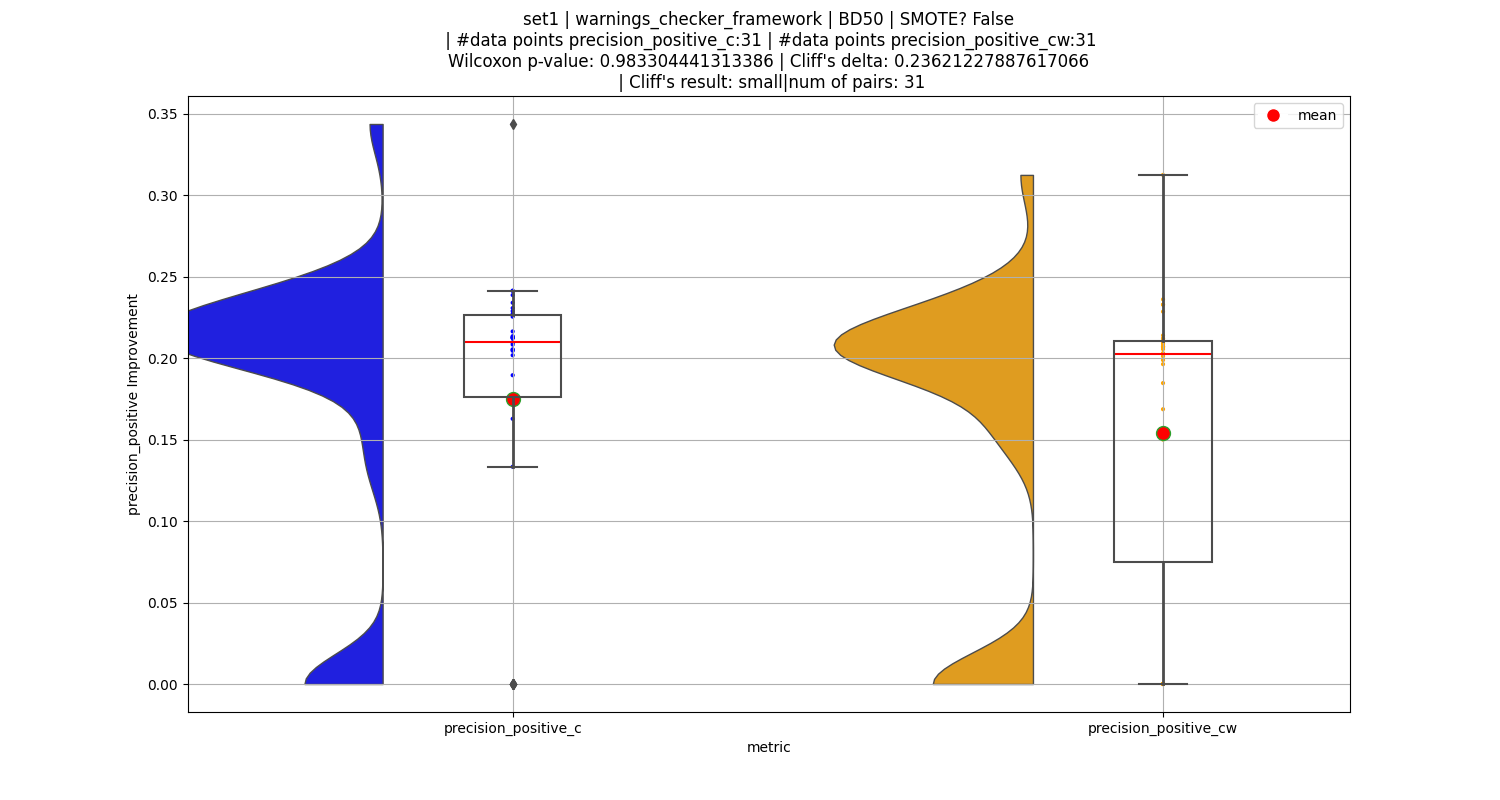 set1 | warnings_checker_framework | BD50 | SMOTE? False
| #data points precision_positive_c:31 | #data points precision_positive_cw:31
Wilcoxon p-value: 0.983304441313386 | Cliff's delta: 0.23621227887617066
| Cliff's result: small|num of pairs: 31
mean
0.35
0.30
0.25
0.20
0.15
0.10
0.05
0.00
precision_positive Improvement
precision_positive_c
precision_positive_cw
metric